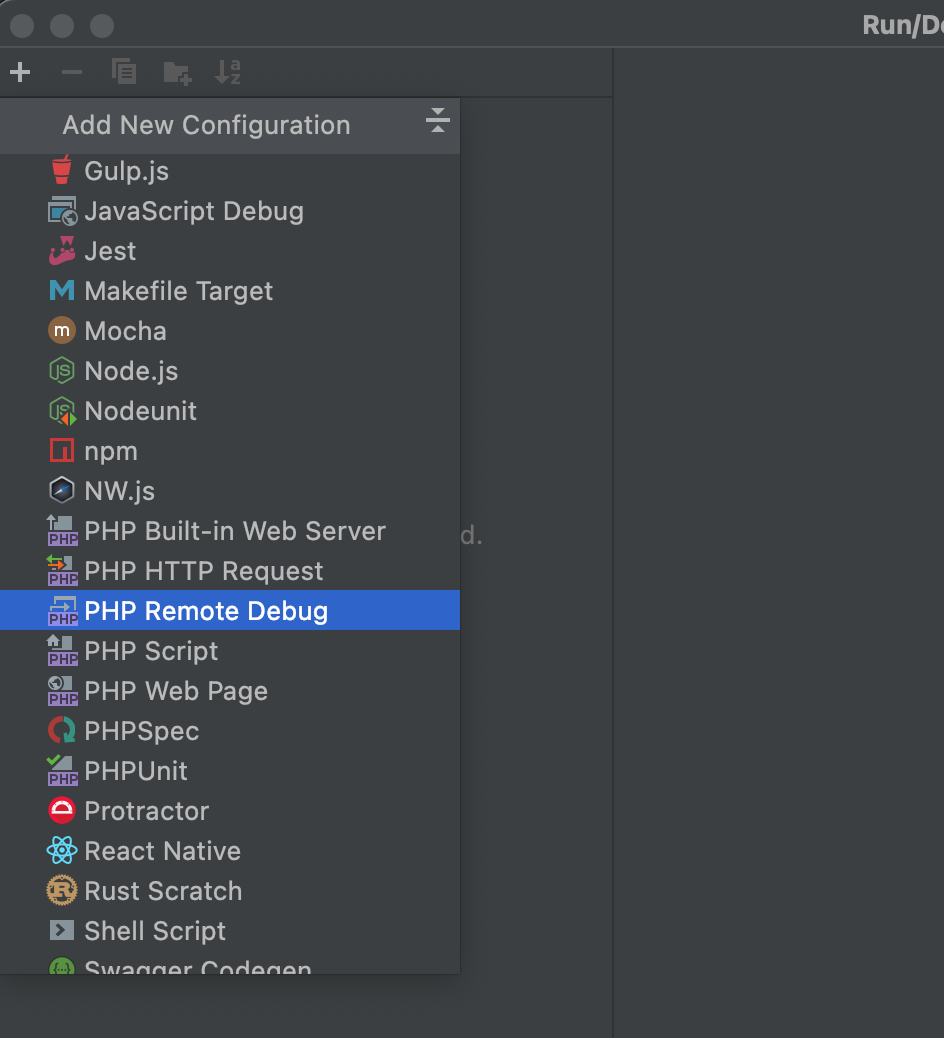 Run/De
Add New Configuration
Gulp.js
JavaScript Debug
Jest
Makefile Target
Mocha
Node.js
Nodeunit
npm
NW.js
PHP Built-in Web Server
d.
PHP HTTP Request
PHP Remote Debug
PHP Script
PHP Web Page
PHPSpec
PHPUnit
Protractor
React Native
Rust Scratch
Shell Script
Swagger Codegen